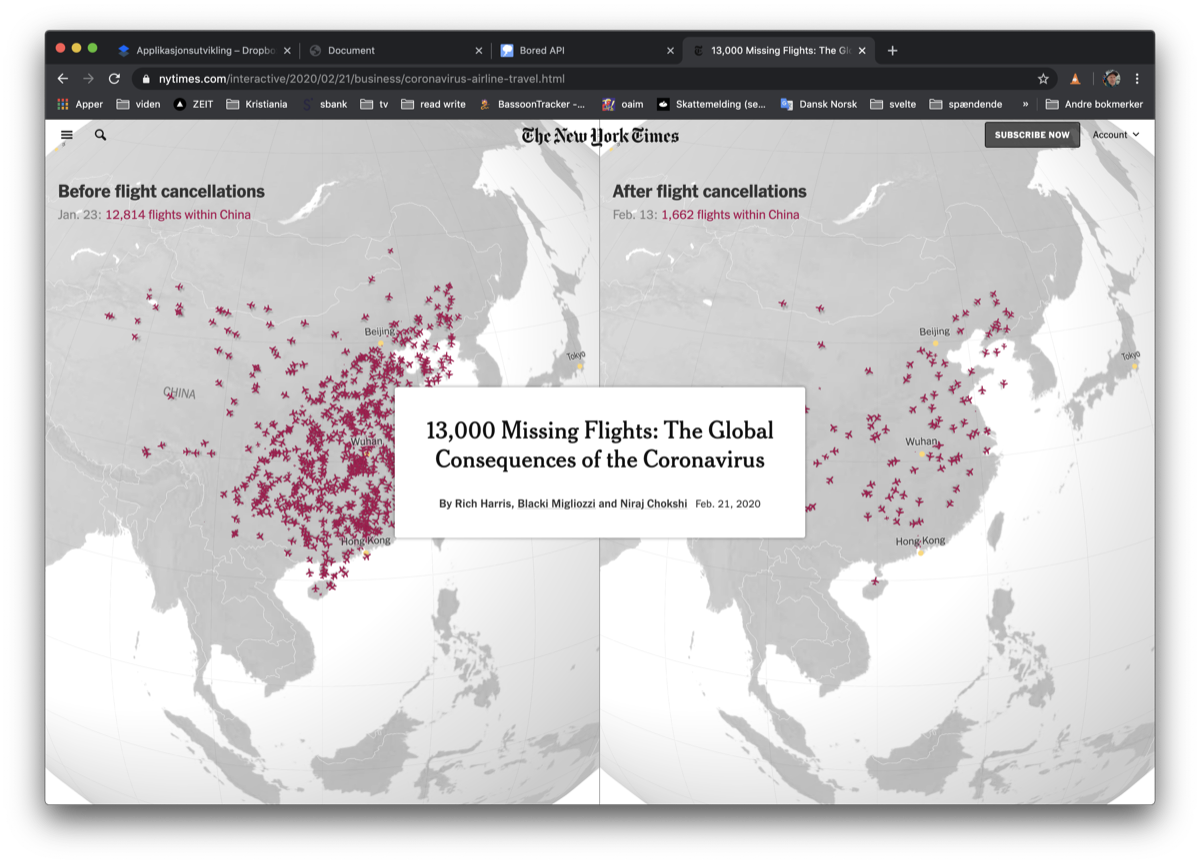 Applikasjonsutvikling – Dropbo
Document
Bored API
13,000 Missing Flights: The Glo
nytimes.com/interactive/2020/02/21/business/coronavirus-airline-travel.html
Apper viden ZEIT Kristiania sbank tv read write BassoonTracker -... oaim Skattemelding (se... Dansk Norsk svelte spændende » Andre bokmerker
The New York Times
SUBSCRIBE NOW
Account
Before flight cancellations
Jan. 23: 12,814 flights within China
Beijing
CHINA
Wuhan
Hong Kong
Tokyo
After flight cancellations
Feb. 13: 1,662 flights within China
Beijing
Wuhan
Hong Kong
Tokyo
13,000 Missing Flights: The Global
Consequences of the Coronavirus
By Rich Harris, Blacki Migliozzi and Niraj Chokshi Feb. 21, 2020